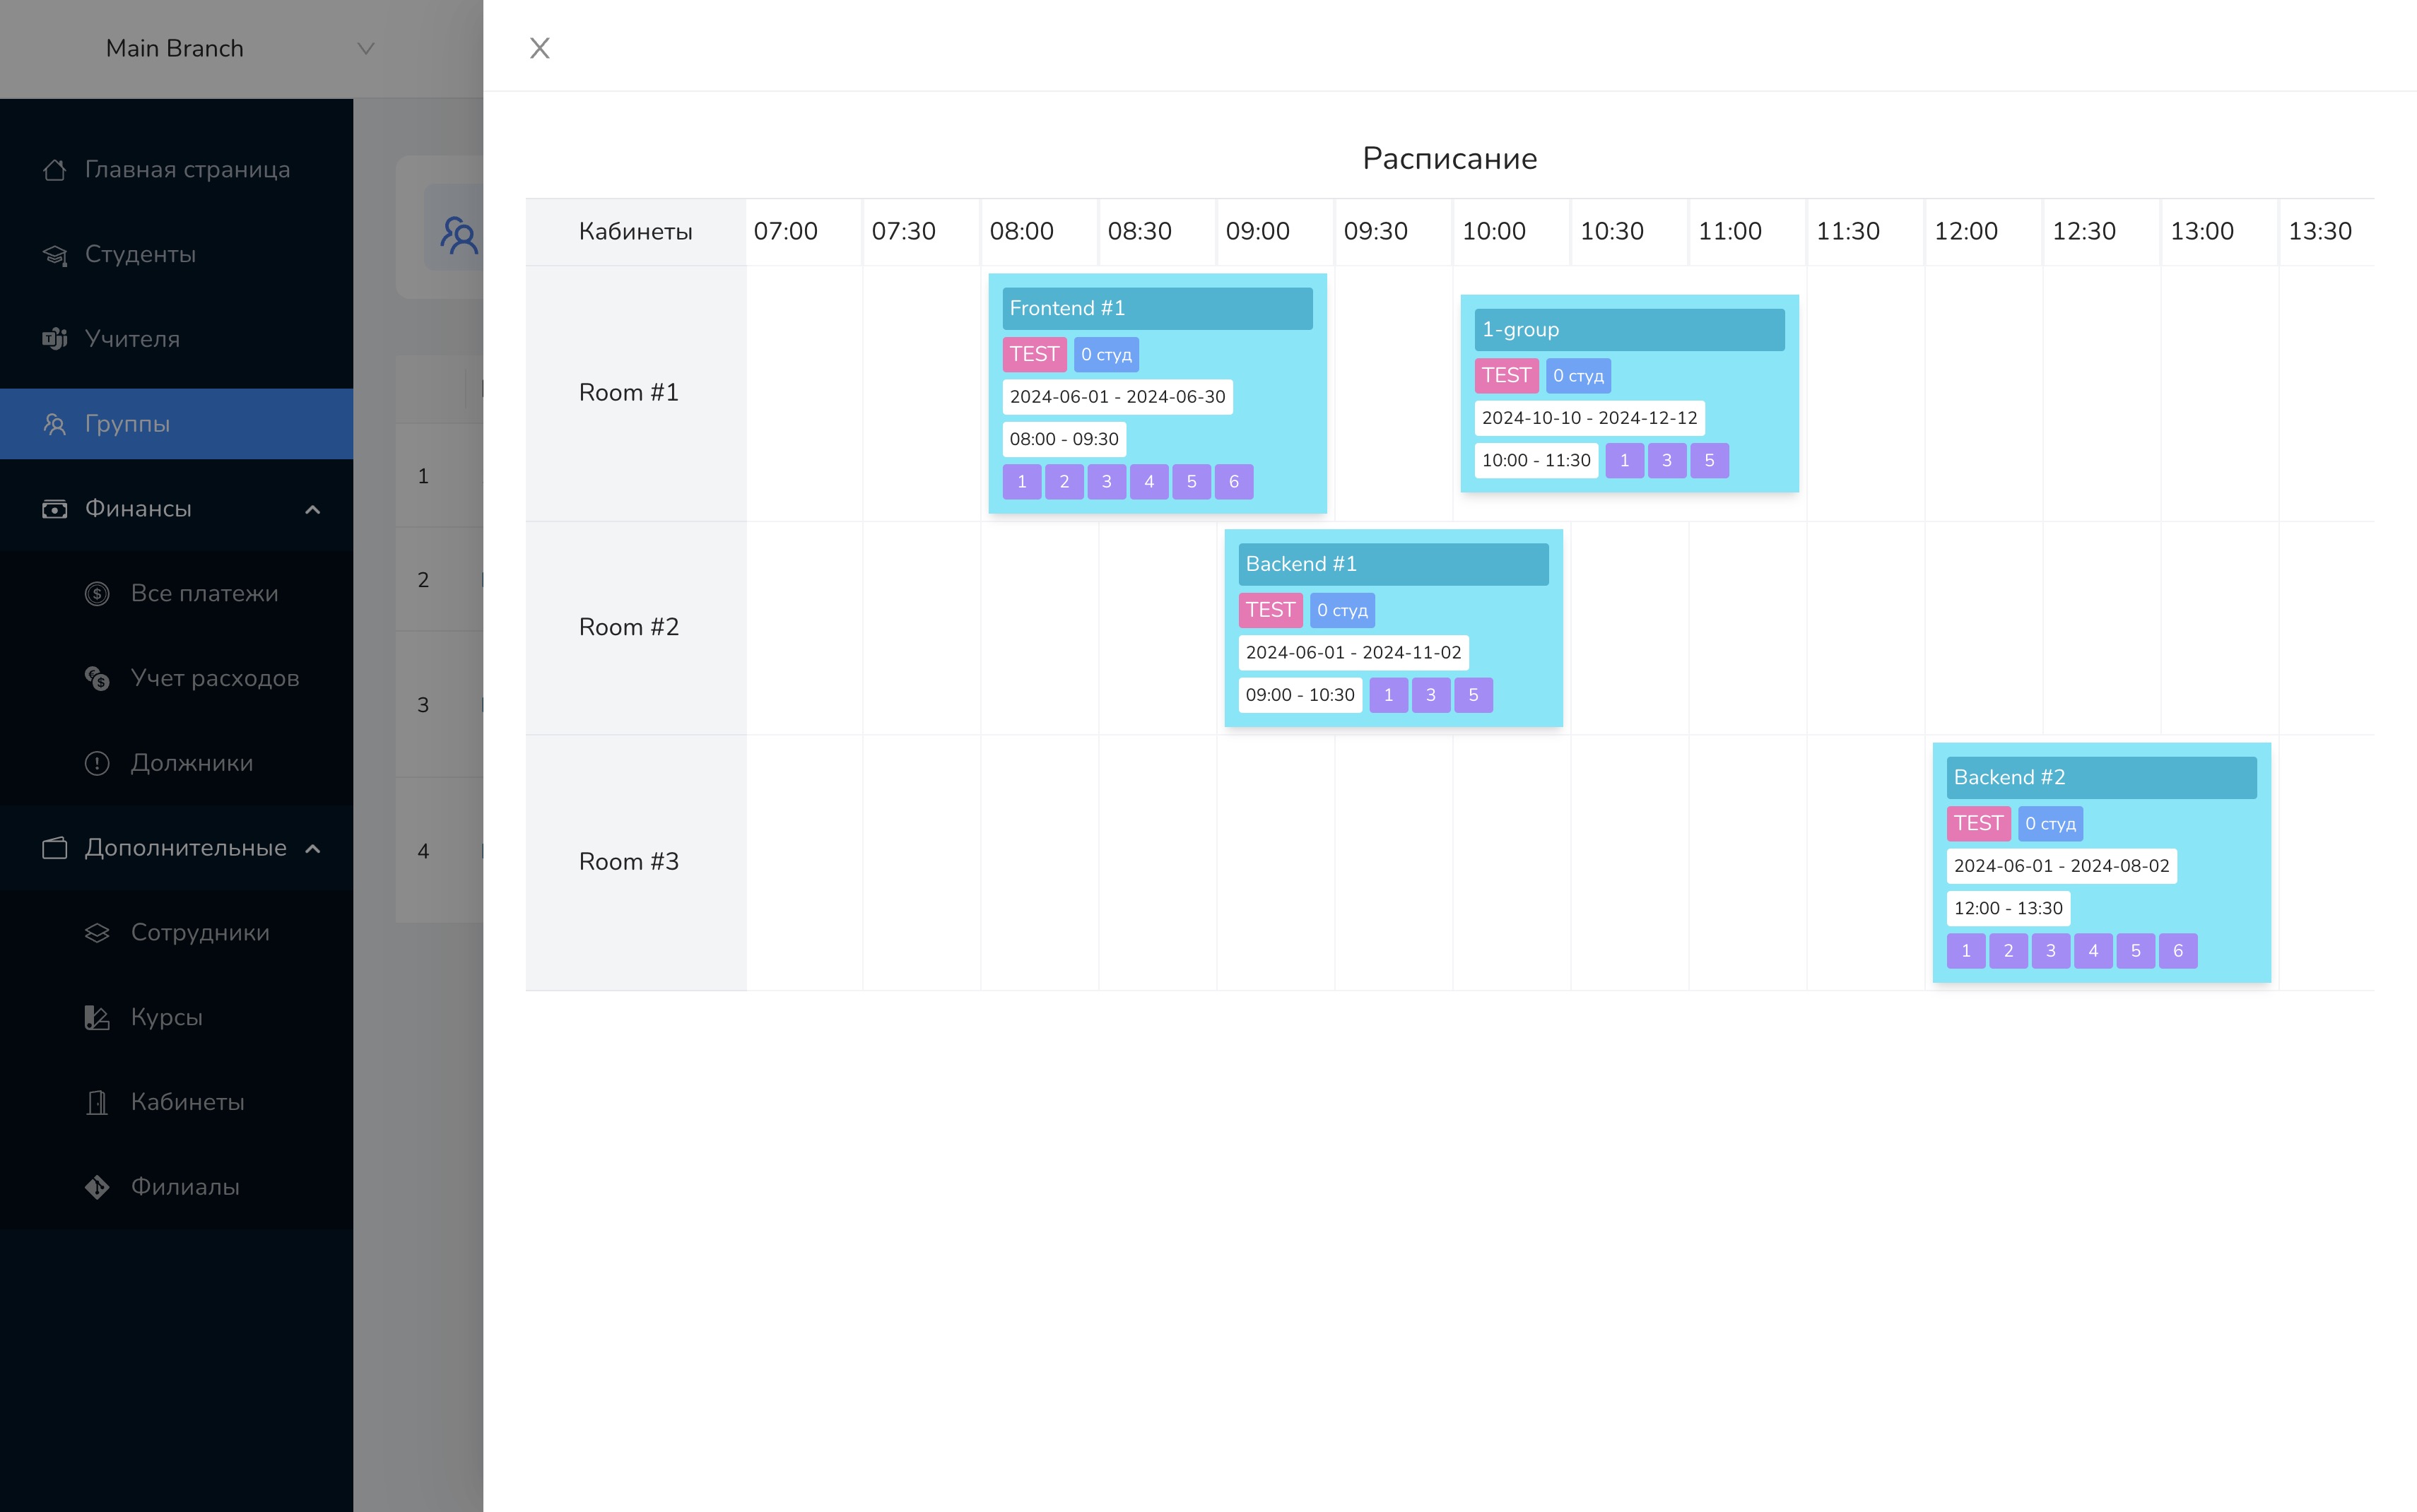 Main Branch
Главная страница
Студенты
Учителя
Группы
Финансы
Все платежи
Учет расходов
Должники
Дополнительные
Сотрудники
Курсы
Кабинеты
Филиалы
1
2
3
4
Расписание
Кабинеты 07:00 07:30 08:00 08:30 09:00 09:30 10:00 10:30 11:00 11:30 12:00 12:30 13:00 13:30
Room #1
Frontend #1
TEST 0 студ
2024-06-01 - 2024-06-30
08:00 - 09:30
1 2 3 4 5 6
1-group
TEST 0 студ
2024-10-10 - 2024-12-12
10:00 - 11:30 1 3 5
Room #2
Backend #1
TEST 0 студ
2024-06-01 - 2024-11-02
09:00 - 10:30 1 3 5
Room #3
Backend #2
TEST 0 студ
2024-06-01 - 2024-08-02
12:00 - 13:30
1 2 3 4 5 6